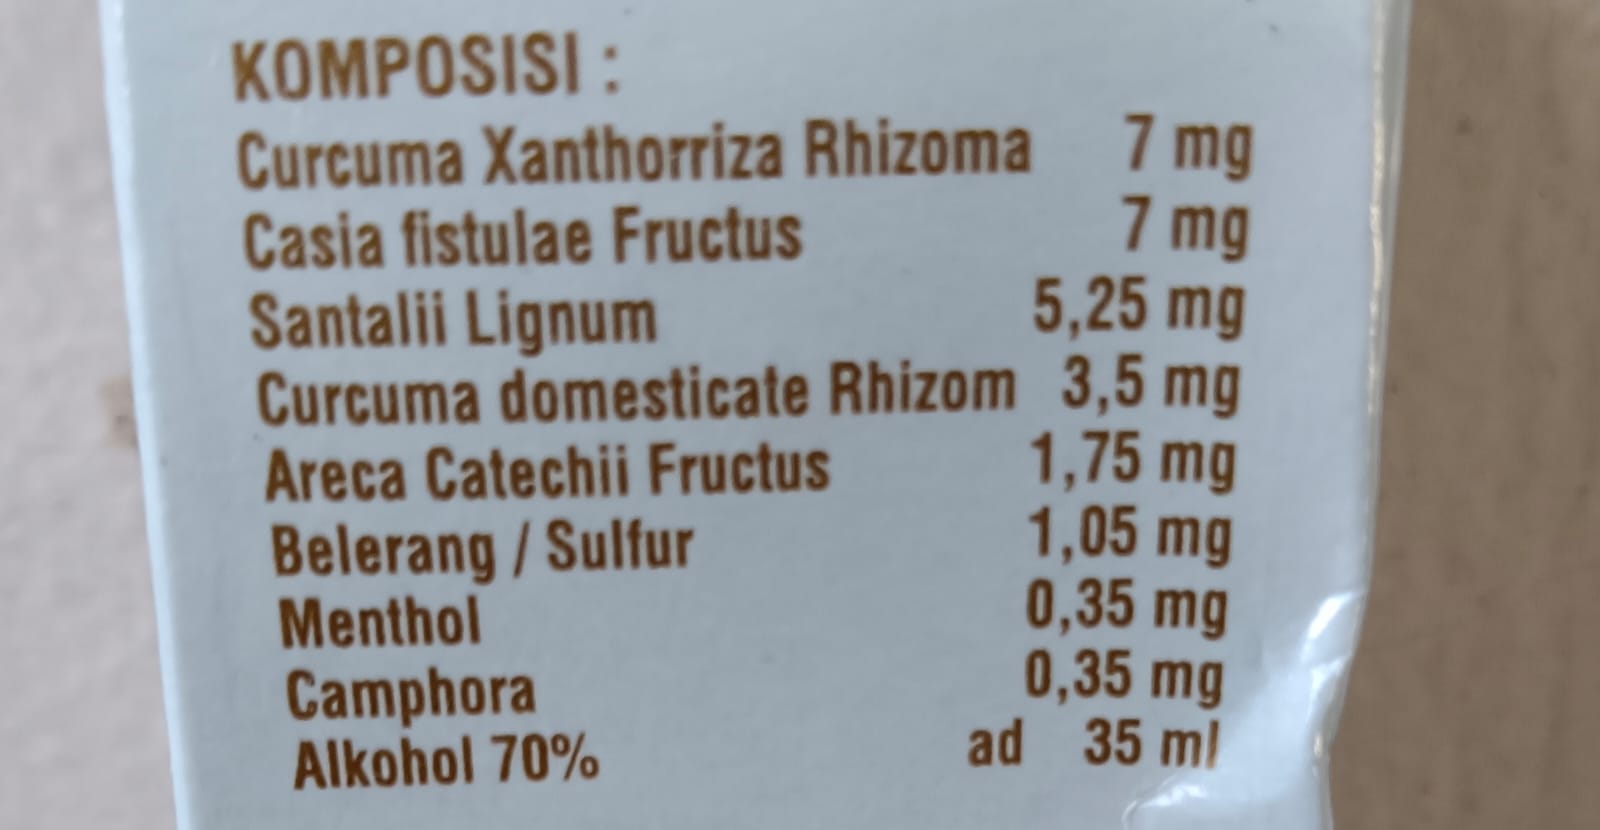 KOMPOSISI :
Curcuma Xanthorriza Rhizoma 7 mg
Casia fistulae Fructus 7 mg
Santalii Lignum 5,25 mg
Curcuma domesticate Rhizom 3,5 mg
Areca Catechii Fructus 1,75 mg
Belerang / Sulfur 1,05 mg
Menthol 0,35 mg
Camphora 0,35 mg
Alkohol 70% ad 35 ml